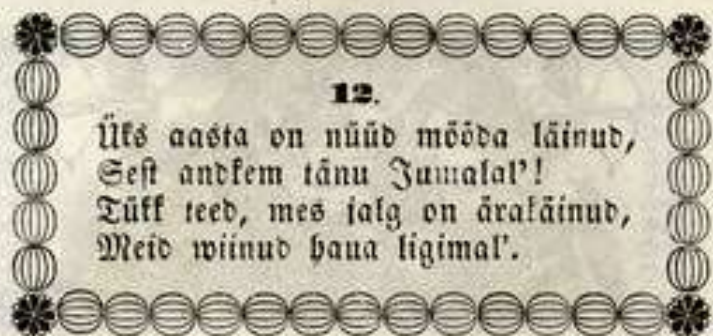 12.
Üks aasta on nüüd mööda läinud,
Sest andkem tänu Jumalal'!
Tükk teed, mes jalg on ärakäinud,
Meid wiinud haua ligimal'.